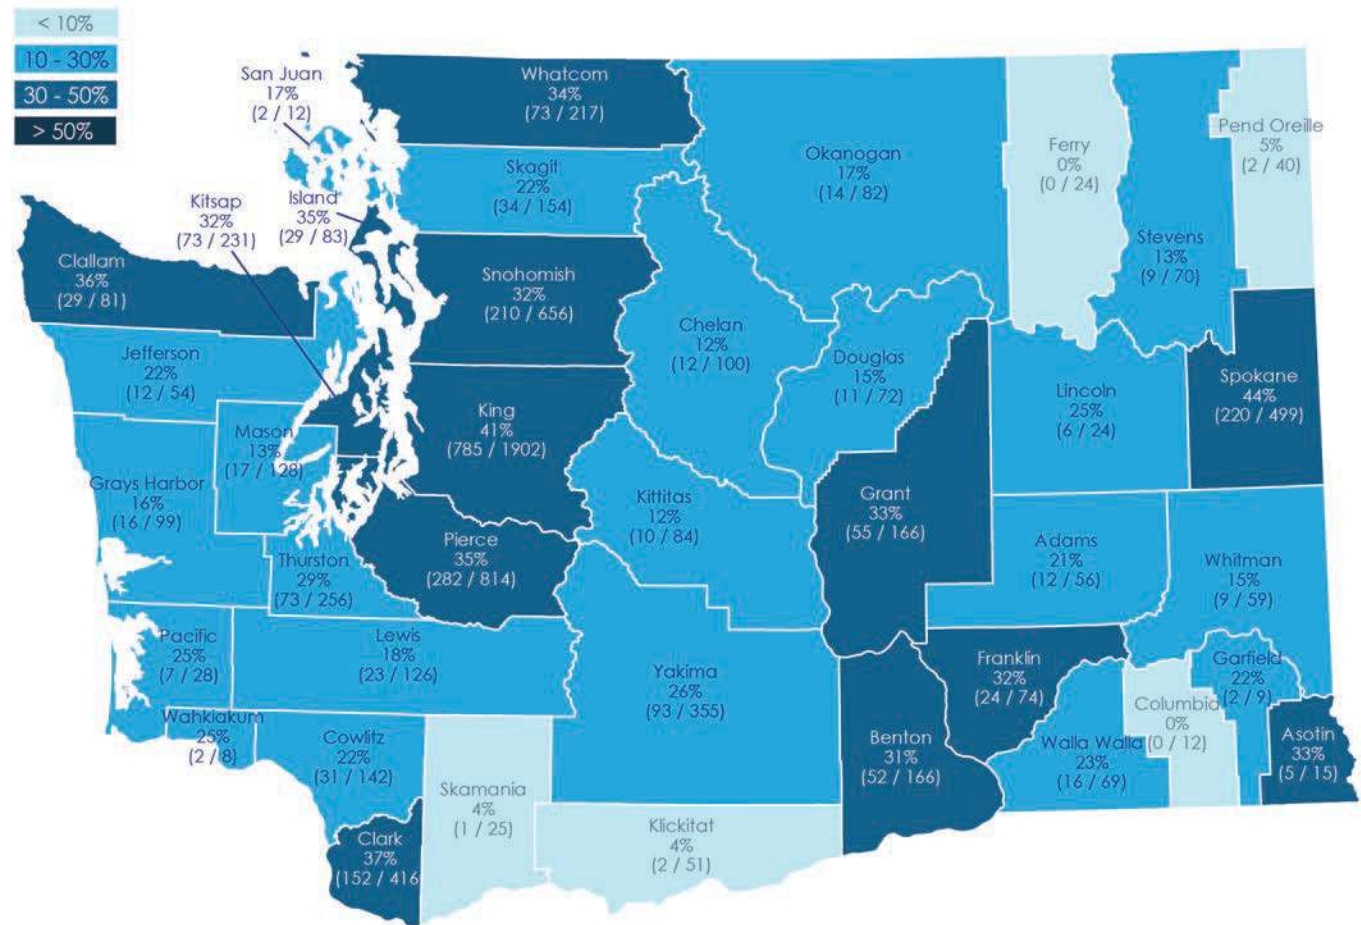 < 10%
10 - 30%
30 - 50%
> 50%
San Juan
17%
(2 / 12)
Whatcom
34%
(73 / 217)
Skagit
22%
(34 / 154)
Okanogan
17%
(14 / 82)
Ferry
0%
(0 / 24)
Pend Oreille
5%
(2 / 40)
Stevens
13%
(9 / 70)
Kitsap
32%
(73 / 231)
Island
35%
(29 / 83)
Clallam
36%
(29 / 81)
Snohomish
32%
(210 / 656)
Chelan
12%
(12 / 100)
Douglas
15%
(11 / 72)
Jefferson
22%
(12 / 54)
King
41%
(785 / 1902)
Lincoln
25%
(6 / 24)
Spokane
44%
(220 / 499)
Mason
13%
(17 / 128)
Grays Harbor
16%
(16 / 99)
Kittitas
12%
(10 / 84)
Grant
33%
(55 / 166)
Pierce
35%
(282 / 814)
Adams
21%
(12 / 56)
Whitman
15%
(9 / 59)
Thurston
29%
(73 / 256)
Pacific
25%
(7 / 28)
Lewis
18%
(23 / 126)
Yakima
26%
(93 / 355)
Franklin
32%
(24 / 74)
Garfield
22%
(2 / 9)
Wahkiakum
25%
(2 / 8)
Cowlitz
22%
(31 / 142)
Benton
31%
(52 / 166)
Walla Walla
23%
(16 / 69)
Columbia
0%
(0 / 12)
Asotin
33%
(5 / 15)
Skamania
4%
(1 / 25)
Klickitat
4%
(2 / 51)
Clark
37%
(152 / 416